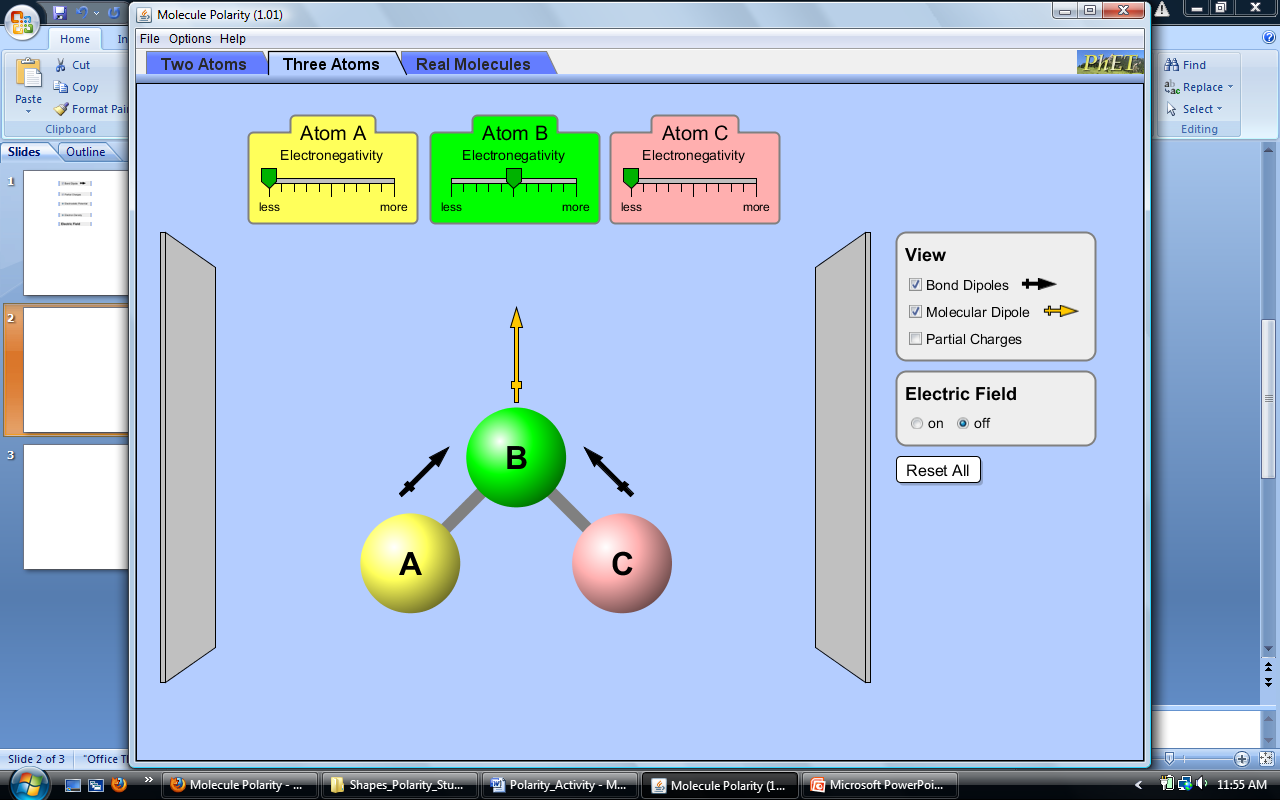 Molecule Polarity (1.01)
File Options Help
Two Atoms Three Atoms Real Molecules
PhET
Home In
Paste
Cut
Copy
Format Pai
Clipboard
Slides Outline
1
2
3
Find
Replace
Select
Editing
Atom A
Electronegativity
less more
Atom B
Electronegativity
less more
Atom C
Electronegativity
less more
B
A
C
View
Bond Dipoles
Molecular Dipole
Partial Charges
Electric Field
on off
Reset All
Slide 2 of 3 "Office T
Molecule Polarity - ...
Shapes_Polarity_Stu...
Polarity_Activity - M...
Molecule Polarity (1...
Microsoft PowerPoi...
11:55 AM